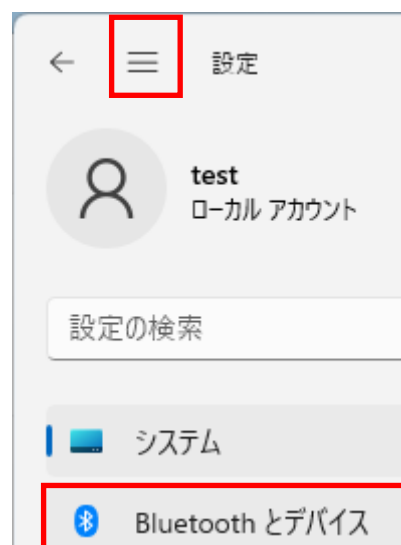 設定
test
ローカル アカウント
設定の検索
システム
Bluetooth とデバイス